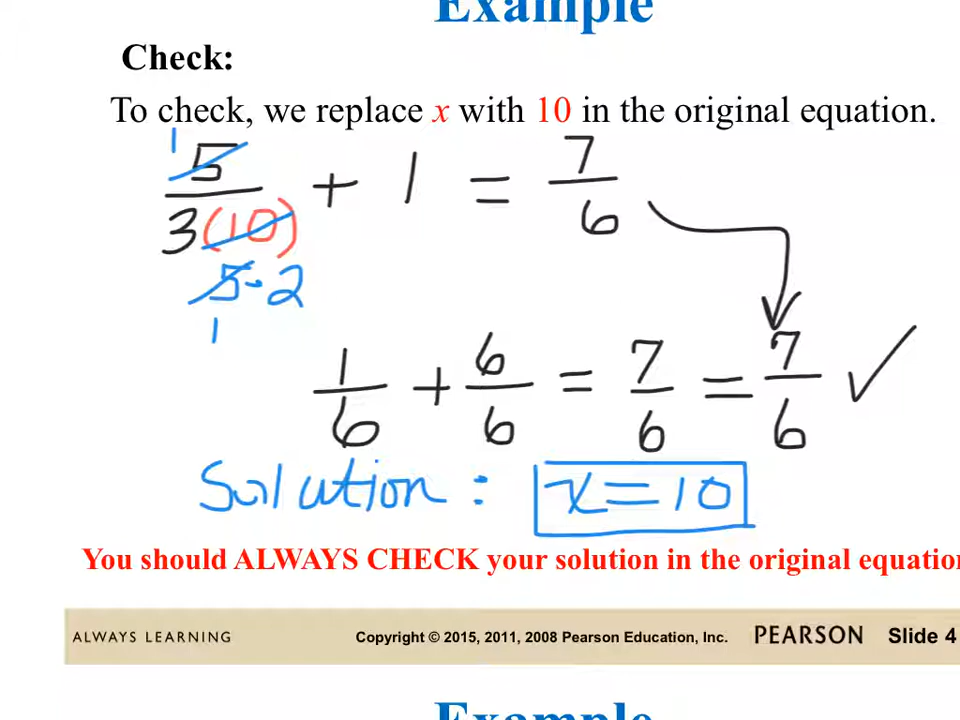 Example
Check:
To check, we replace x with 10 in the original equation.
1
5/3(10) + 1 = 7/6
5·2
1
1/6 + 6/6 = 7/6 = 7/6 ✓
Solution: x=10
You should ALWAYS CHECK your solution in the original equation
ALWAYS LEARNING Copyright © 2015, 2011, 2008 Pearson Education, Inc. PEARSON Slide 4
Example